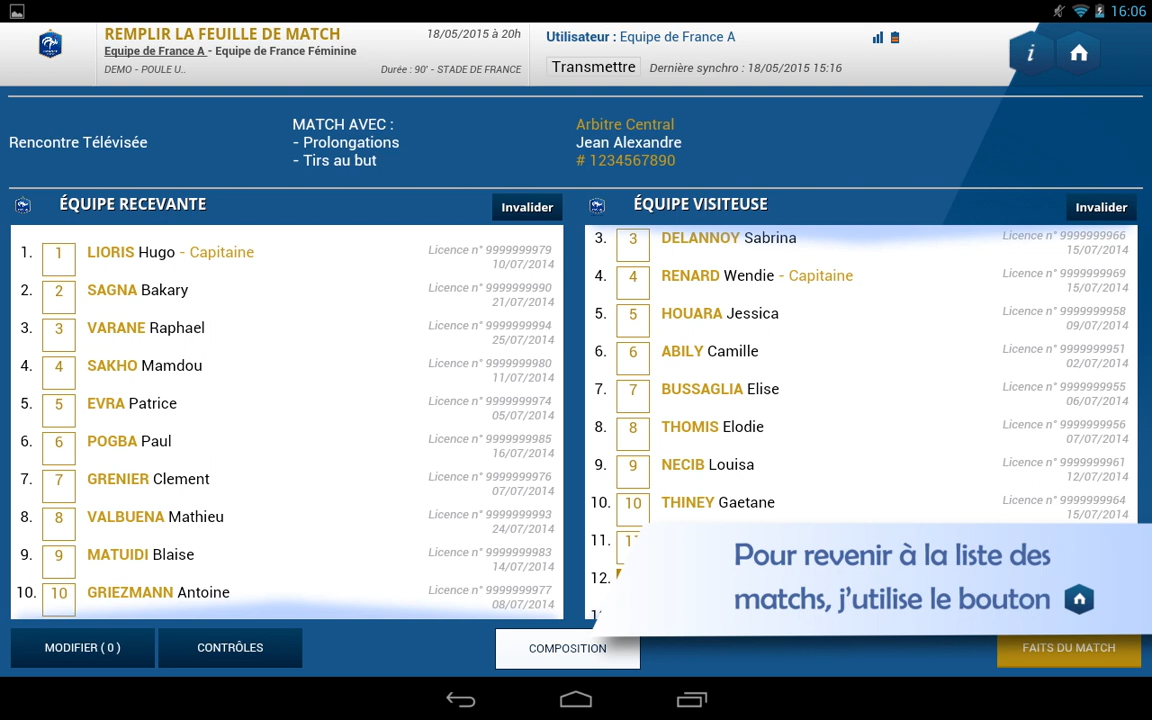 16:06
REMPLIR LA FEUILLE DE MATCH
18/05/2015 à 20h
Equipe de France A - Equipe de France Féminine
DEMO - POULE U..
Durée : 90' - STADE DE FRANCE
Utilisateur : Equipe de France A
Transmettre
Dernière synchro : 18/05/2015 15:16
i
Rencontre Télévisée
MATCH AVEC :
- Prolongations
- Tirs au but
Arbitre Central
Jean Alexandre
# 1234567890
ÉQUIPE RECEVANTE
Invalider
1. 1 LIORIS Hugo - Capitaine Licence n° 9999999979
10/07/2014
2. 2 SAGNA Bakary Licence n° 9999999990
21/07/2014
3. 3 VARANE Raphael Licence n° 9999999994
25/07/2014
4. 4 SAKHO Mamdou Licence n° 9999999980
11/07/2014
5. 5 EVRA Patrice Licence n° 9999999974
05/07/2014
6. 6 POGBA Paul Licence n° 9999999985
16/07/2014
7. 7 GRENIER Clement Licence n° 9999999976
07/07/2014
8. 8 VALBUENA Mathieu Licence n° 9999999993
24/07/2014
9. 9 MATUIDI Blaise Licence n° 9999999983
14/07/2014
10. 10 GRIEZMANN Antoine Licence n° 9999999977
08/07/2014
ÉQUIPE VISITEUSE
Invalider
3. 3 DELANNOY Sabrina Licence n° 9999999966
15/07/2014
4. 4 RENARD Wendie - Capitaine Licence n° 9999999969
15/07/2014
5. 5 HOUARA Jessica Licence n° 9999999958
09/07/2014
6. 6 ABILY Camille Licence n° 9999999951
02/07/2014
7. 7 BUSSAGLIA Elise Licence n° 9999999955
06/07/2014
8. 8 THOMIS Elodie Licence n° 9999999956
07/07/2014
9. 9 NECIB Louisa Licence n° 9999999961
12/07/2014
10. 10 THINEY Gaetane Licence n° 9999999964
15/07/2014
11.
12.
Pour revenir à la liste des
matchs, j'utilise le bouton
MODIFIER ( 0 )
CONTRÔLES
COMPOSITION
FAITS DU MATCH